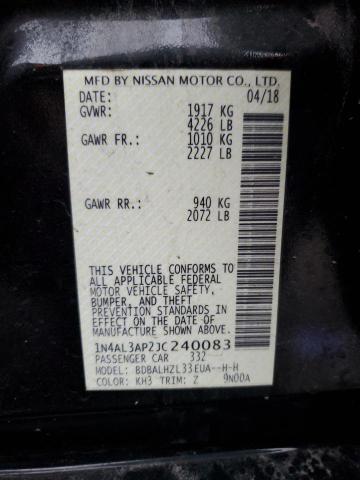 MFD BY NISSAN MOTOR CO., LTD.
DATE: 04/18
GVWR: 1917 KG
4226 LB
GAWR FR.: 1010 KG
2227 LB
GAWR RR.: 940 KG
2072 LB
THIS VEHICLE CONFORMS TO
ALL APPLICABLE FEDERAL
MOTOR VEHICLE SAFETY,
BUMPER, AND THEFT
PREVENTION STANDARDS IN
EFFECT ON THE DATE OF
MANUFACTURE SHOWN ABOVE.
1N4AL3AP2JC240083
PASSENGER CAR 332
MODEL: BDBALHZL33EUA--H-H
COLOR: KH3 TRIM: Z 9N00A